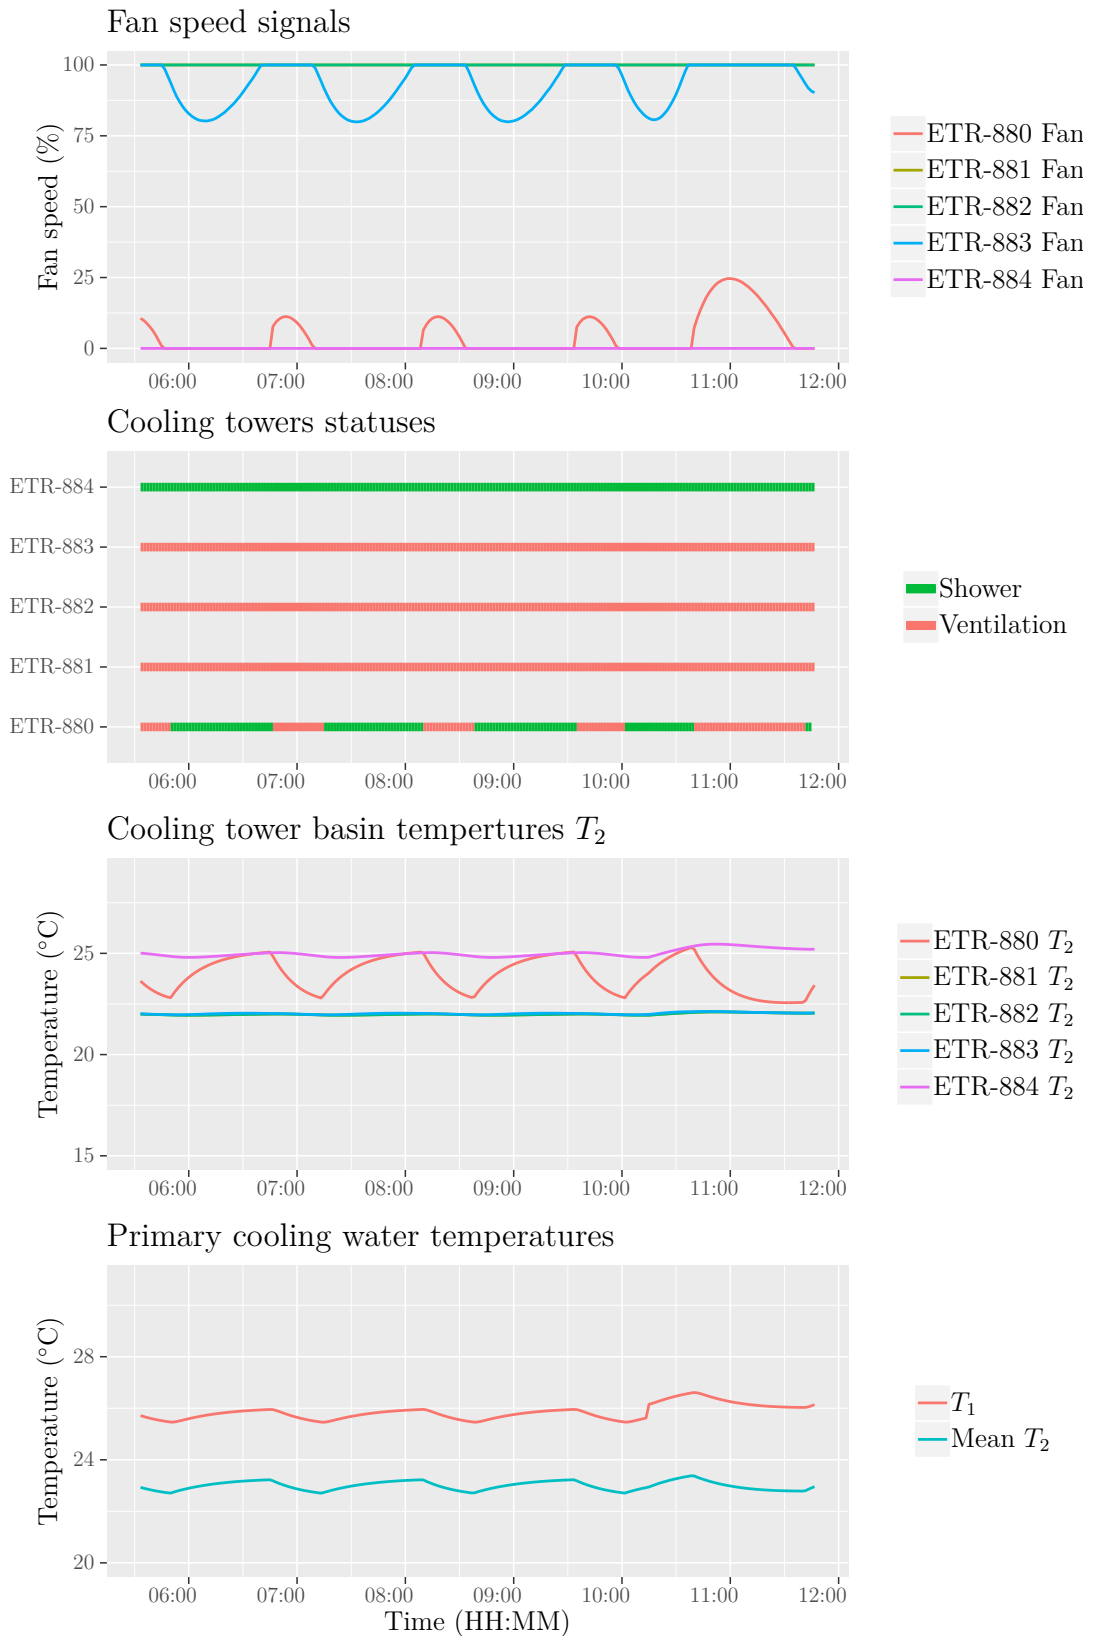 Fan speed signals
100
75
50
25
0
Fan speed (%)
06:00 07:00 08:00 09:00 10:00 11:00 12:00
ETR-880 Fan
ETR-881 Fan
ETR-882 Fan
ETR-883 Fan
ETR-884 Fan
Cooling towers statuses
ETR-884
ETR-883
ETR-882
ETR-881
ETR-880
06:00 07:00 08:00 09:00 10:00 11:00 12:00
Shower
Ventilation
Cooling tower basin tempertures T₂
25
20
15
Temperature (°C)
06:00 07:00 08:00 09:00 10:00 11:00 12:00
ETR-880 T₂
ETR-881 T₂
ETR-882 T₂
ETR-883 T₂
ETR-884 T₂
Primary cooling water temperatures
28
24
20
Temperature (°C)
06:00 07:00 08:00 09:00 10:00 11:00 12:00
Time (HH:MM)
T₁
Mean T₂